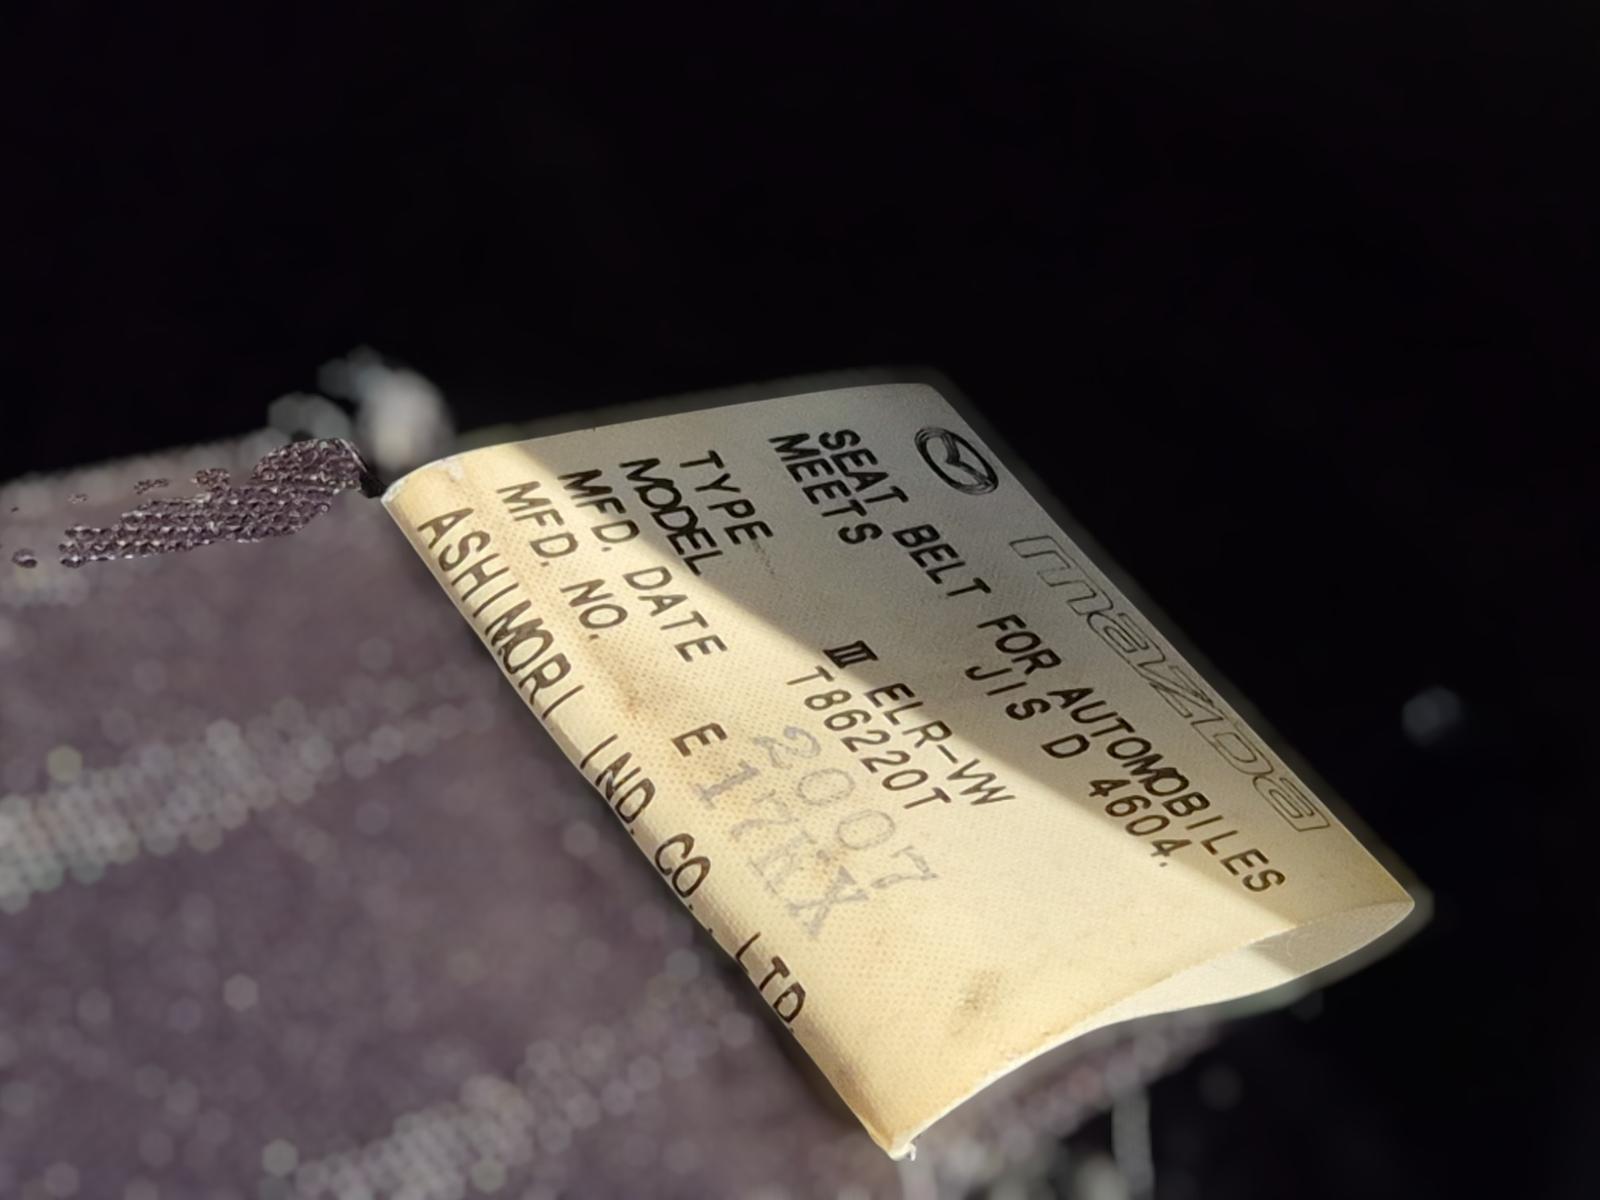 mazda
SEAT BELT FOR AUTOMOBILES
MEETS JIS D 4604.
TYPE Ⅲ ELR-VW
MODEL T86220T
MFD. DATE 2007
MFD. NO. E 17KX
ASHIMORI IND. CO., LTD.